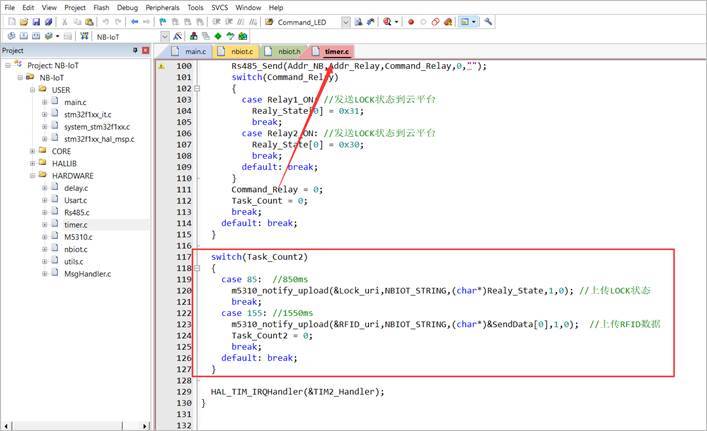 File Edit View Project Flash Debug Peripherals Tools SVCS Window Help
Command_LED
NB-IoT
Project
Project: NB-IoT
NB-IoT
USER
main.c
stm32f1xx_it.c
system_stm32f1xx.c
stm32f1xx_hal_msp.c
CORE
HALLIB
HARDWARE
delay.c
Usart.c
Rs485.c
timer.c
M5310.c
nbiot.c
utils.c
MsgHandler.c
main.c nbiot.c nbiot.h timer.c
100 Rs485_Send(Addr_NB,Addr_Relay,Command_Relay,0,"");
101 switch(Command_Relay)
102 {
103 case Relay1_ON: //发送LOCK状态到云平台
104 Realy_State[0] = 0x31;
105 break;
106 case Relay2_ON: //发送LOCK状态到云平台
107 Realy_State[0] = 0x30;
108 break;
109 default: break;
110 }
111 Command_Relay = 0;
112 Task_Count = 0;
113 break;
114 default: break;
115 }
116
117 switch(Task_Count2)
118 {
119 case 85: //850ms
120 m5310_notify_upload(&Lock_uri,NBIOT_STRING,(char*)Realy_State,1,0); //上传LOCK状态
121 break;
122 case 155: //1550ms
123 m5310_notify_upload(&RFID_uri,NBIOT_STRING,(char*)&SendData[0],1,0); //上传RFID数据
124 Task_Count2 = 0;
125 break;
126 default: break;
127 }
128
129 HAL_TIM_IRQHandler(&TIM2_Handler);
130 }
131
132